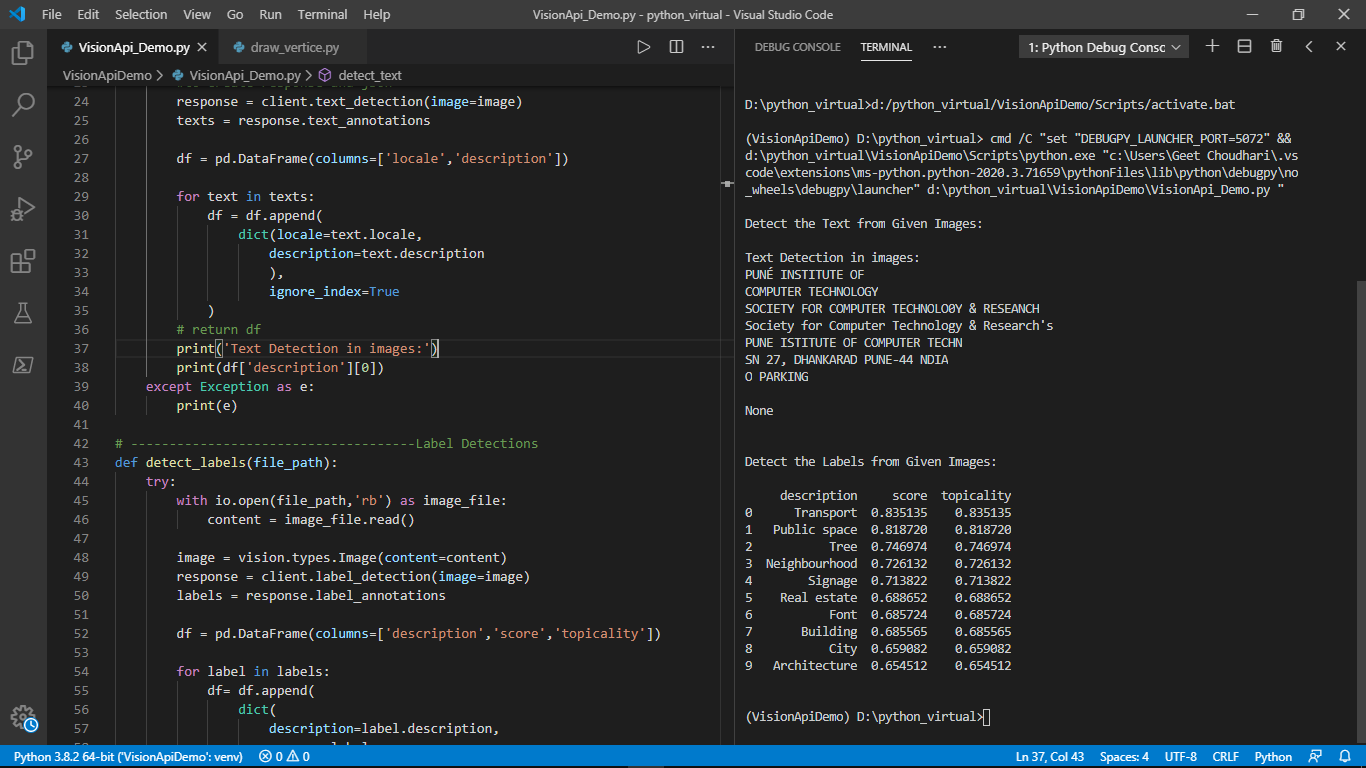 File Edit Selection View Go Run Terminal Help VisionApi_Demo.py - python_virtual - Visual Studio Code
VisionApi_Demo.py draw_vertice.py
VisionApiDemo > VisionApi_Demo.py > detect_text
24 response = client.text_detection(image=image)
25 texts = response.text_annotations
26
27 df = pd.DataFrame(columns=['locale','description'])
28
29 for text in texts:
30 df = df.append(
31 dict(locale=text.locale,
32 description=text.description
33 ),
34 ignore_index=True
35 )
36 # return df
37 print('Text Detection in images:')
38 print(df['description'][0])
39 except Exception as e:
40 print(e)
41
42 # -------------------------------------Label Detections
43 def detect_labels(file_path):
44 try:
45 with io.open(file_path,'rb') as image_file:
46 content = image_file.read()
47
48 image = vision.types.Image(content=content)
49 response = client.label_detection(image=image)
50 labels = response.label_annotations
51
52 df = pd.DataFrame(columns=['description','score','topicality'])
53
54 for label in labels:
55 df= df.append(
56 dict(
57 description=label.description,
DEBUG CONSOLE TERMINAL ... 1: Python Debug Consc
D:\python_virtual>d:/python_virtual/VisionApiDemo/Scripts/activate.bat
(VisionApiDemo) D:\python_virtual> cmd /C "set "DEBUGPY_LAUNCHER_PORT=5072" &&
d:\python_virtual\VisionApiDemo\Scripts\python.exe "c:\Users\Geet Choudhari\.vs
code\extensions\ms-python.python-2020.3.71659\pythonFiles\lib\python\debugpy\no
_wheels\debugpy\launcher" d:\python_virtual\VisionApiDemo\VisionApi_Demo.py "
Detect the Text from Given Images:
Text Detection in images:
PUNÉ INSTITUTE OF
COMPUTER TECHNOLOGY
SOCIETY FOR COMPUTER TECHNOLO0Y & RESEANCH
Society for Computer Technology & Research's
PUNE ISTITUTE OF COMPUTER TECHN
SN 27, DHANKARAD PUNE-44 NDIA
O PARKING
None
Detect the Labels from Given Images:
description score topicality
0 Transport 0.835135 0.835135
1 Public space 0.818720 0.818720
2 Tree 0.746974 0.746974
3 Neighbourhood 0.726132 0.726132
4 Signage 0.713822 0.713822
5 Real estate 0.688652 0.688652
6 Font 0.685724 0.685724
7 Building 0.685565 0.685565
8 City 0.659082 0.659082
9 Architecture 0.654512 0.654512
(VisionApiDemo) D:\python_virtual>
Python 3.8.2 64-bit ('VisionApiDemo': venv) 0 0 Ln 37, Col 43 Spaces: 4 UTF-8 CRLF Python